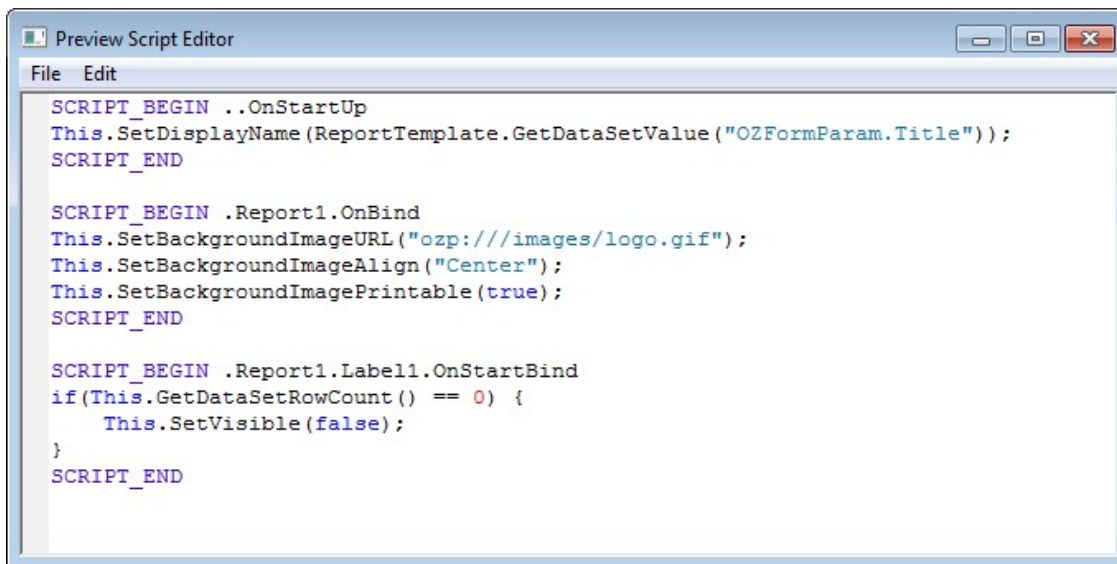 Preview Script Editor
File Edit
SCRIPT_BEGIN ..OnStartUp
This.SetDisplayName(ReportTemplate.GetDataSetValue("OZFormParam.Title"));
SCRIPT_END

SCRIPT_BEGIN .Report1.OnBind
This.SetBackgroundImageURL("ozp:///images/logo.gif");
This.SetBackgroundImageAlign("Center");
This.SetBackgroundImagePrintable(true);
SCRIPT_END

SCRIPT_BEGIN .Report1.Label1.OnStartBind
if(This.GetDataSetRowCount() == 0) {
    This.SetVisible(false);
}
SCRIPT_END